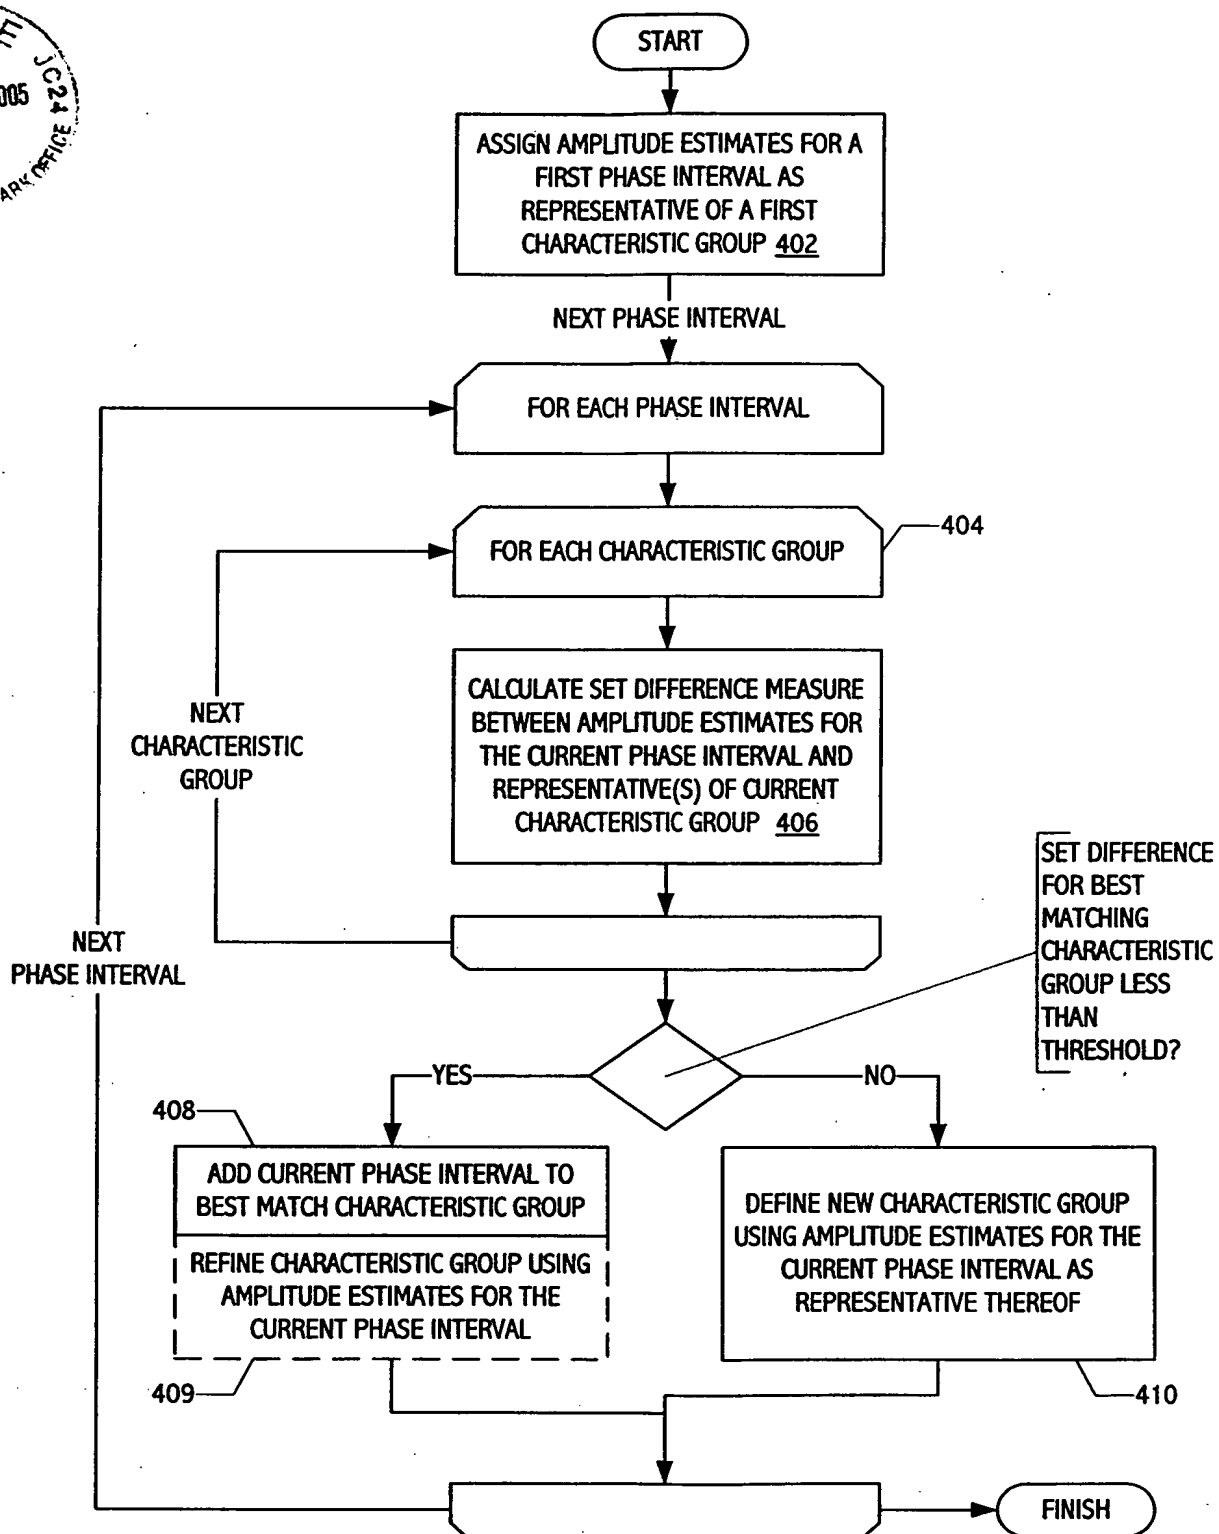 JC24
005
START
ASSIGN AMPLITUDE ESTIMATES FOR A
FIRST PHASE INTERVAL AS
REPRESENTATIVE OF A FIRST
CHARACTERISTIC GROUP 402
NEXT PHASE INTERVAL
FOR EACH PHASE INTERVAL
FOR EACH CHARACTERISTIC GROUP
404
CALCULATE SET DIFFERENCE MEASURE
BETWEEN AMPLITUDE ESTIMATES FOR
THE CURRENT PHASE INTERVAL AND
REPRESENTATIVE(S) OF CURRENT
CHARACTERISTIC GROUP 406
NEXT
CHARACTERISTIC
GROUP
NEXT
PHASE INTERVAL
SET DIFFERENCE
FOR BEST
MATCHING
CHARACTERISTIC
GROUP LESS
THAN
THRESHOLD?
YES
NO
408
ADD CURRENT PHASE INTERVAL TO
BEST MATCH CHARACTERISTIC GROUP
REFINE CHARACTERISTIC GROUP USING
AMPLITUDE ESTIMATES FOR THE
CURRENT PHASE INTERVAL
409
DEFINE NEW CHARACTERISTIC GROUP
USING AMPLITUDE ESTIMATES FOR THE
CURRENT PHASE INTERVAL AS
REPRESENTATIVE THEREOF
410
FINISH